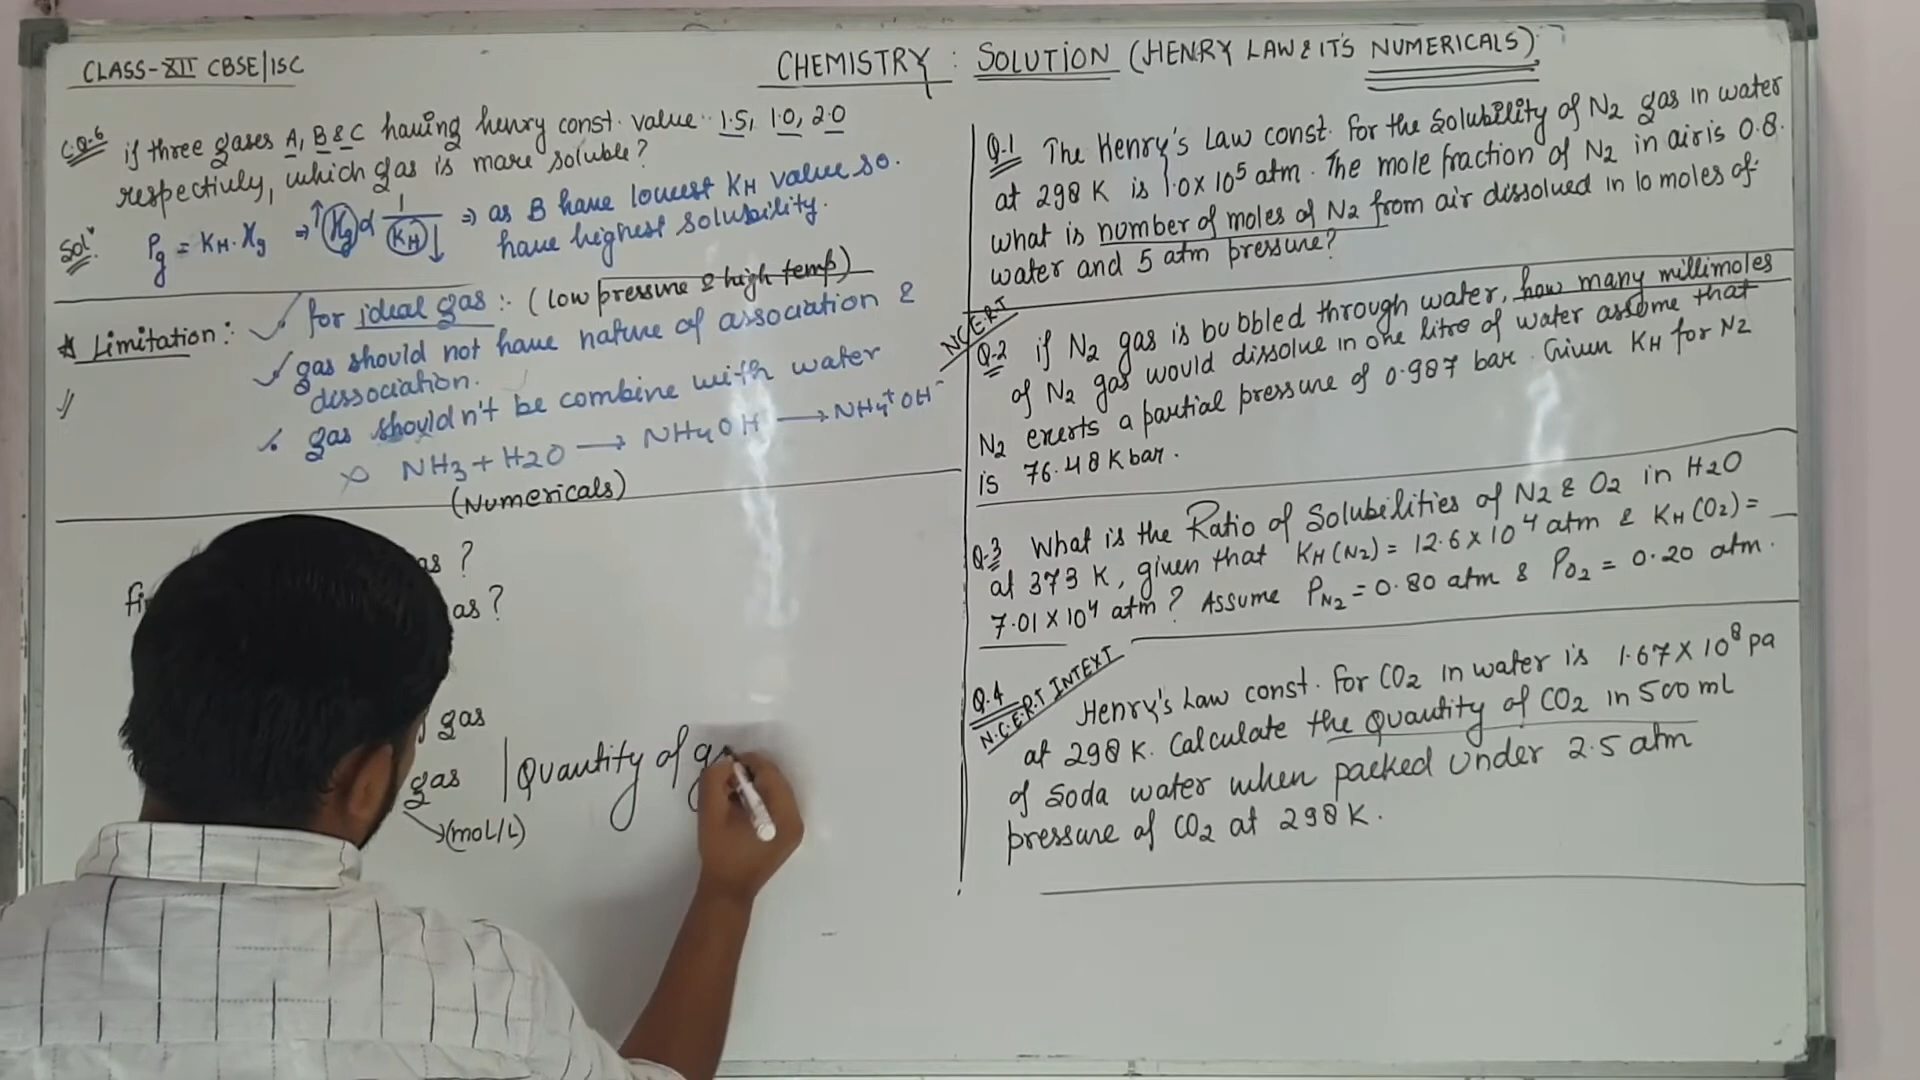 CLASS-XII CBSE/ISC
CHEMISTRY : SOLUTION (HENRY LAW & IT'S NUMERICALS)
C.Q.6 if three gases A, B & C having henry const. value 1.5, 1.0, 2.0
respectivly, which gas is more soluble?
Solⁿ. Pg = KH.Xg ⇒ ↑Xg ∝ 1/KH↓ ⇒ as B have lowest KH value so.
have highest solubility.
* Limitation :- for ideal gas :- (low pressure & high temp)
gas should not have nature of association &
dissociation.
gas shouldn't be combine with water
NH3 + H2O → NH4OH → NH4+ OH-
(Numericals)
?
as ?
gas
gas | Quantity of
→(moL/L)
Q.1 The Henry's Law const. For the Solubility of N2 gas in water
at 298 K is 1.0 x 10⁵ atm. The mole fraction of N2 in air is 0.8.
what is number of moles of N2 from air dissolved in 10 moles of
water and 5 atm pressure?
N.C.E.R.T
Q.2 if N2 gas is bubbled through water, how many millimoles
of N2 gas would dissolve in one litre of water assume that
N2 exerts a partial pressure of 0.987 bar. Given KH for N2
is 76.48 K bar.
Q.3 What is the Ratio of Solubilities of N2 & O2 in H2O
at 373 K, given that KH(N2) = 12.6 x 10⁴ atm & KH(O2) =
7.01 x 10⁴ atm? Assume PN2 = 0.80 atm & PO2 = 0.20 atm.
Q.4 N.C.E.R.T INTEXT
Henry's Law const. for CO2 in water is 1.67 x 10⁸ pa
at 298 K. Calculate the Quantity of CO2 in 500 mL
of Soda water when packed under 2.5 atm
pressure of CO2 at 298 K.